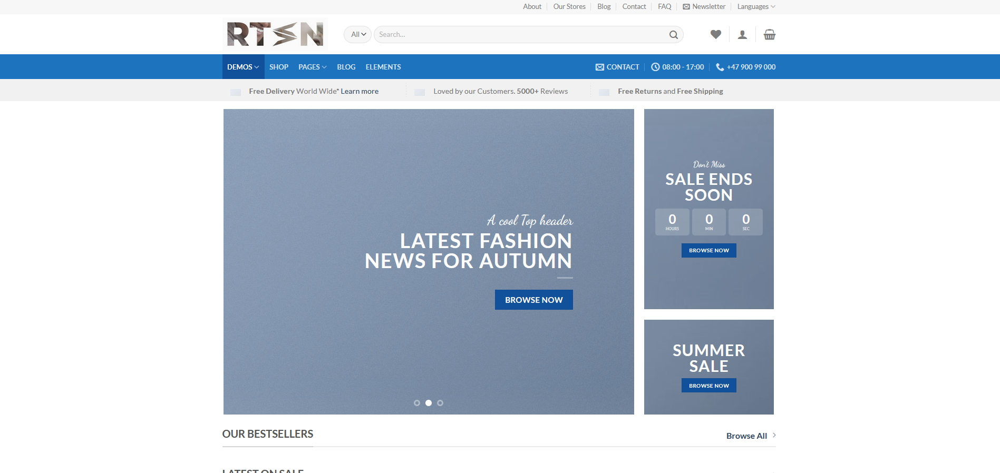 About Our Stores Blog Contact FAQ Newsletter Languages
RTSN
All Search...
DEMOS SHOP PAGES BLOG ELEMENTS CONTACT 08:00 - 17:00 +47 900 99 000
Free Delivery World Wide* Learn more Loved by our Customers. 5000+ Reviews Free Returns and Free Shipping
A cool Top header
LATEST FASHION
NEWS FOR AUTUMN
BROWSE NOW
Don't Miss
SALE ENDS
SOON
0 0 0
HOURS MIN SEC
BROWSE NOW
SUMMER
SALE
BROWSE NOW
OUR BESTSELLERS Browse All
LATEST ON SALE